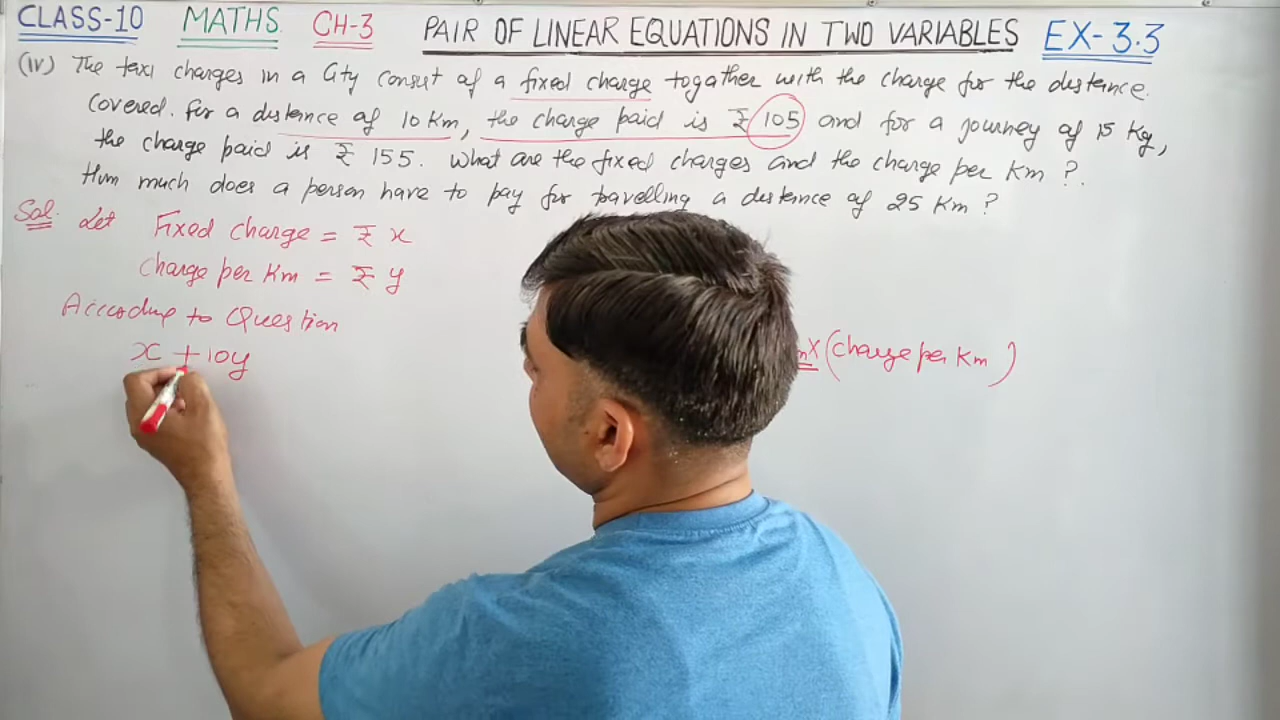 CLASS-10 MATHS. CH-3 PAIR OF LINEAR EQUATIONS IN TWO VARIABLES EX-3.3
(iv) The taxi charges in a City consist of a fixed charge togather with the charge for the distance
Covered. For a distance of 10 Km, the charge paid is ₹ 105 and for a journey of 15 Kg,
the charge paid is ₹ 155. What are the fixed charges and the charge per Km ?.
How much does a person have to pay for travelling a distance of 25 Km ?
Sol. Let Fixed charge = ₹ x
Charge per Km = ₹ y
According to Question
x + 10y
x (Charge per Km )